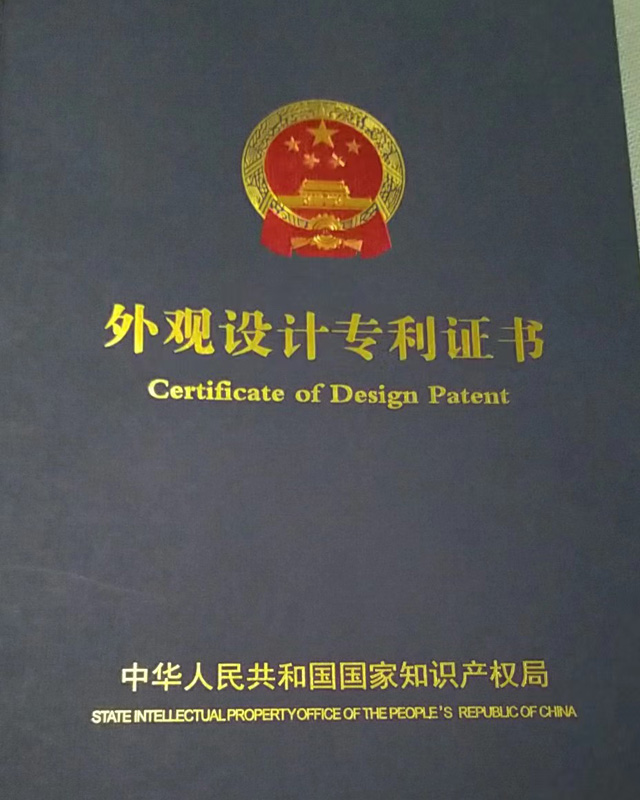 外观设计专利证书
Certificate of Design Patent
中华人民共和国国家知识产权局
STATE INTELLECTUAL PROPERTY OFFICE OF THE PEOPLE'S REPUBLIC OF CHINA